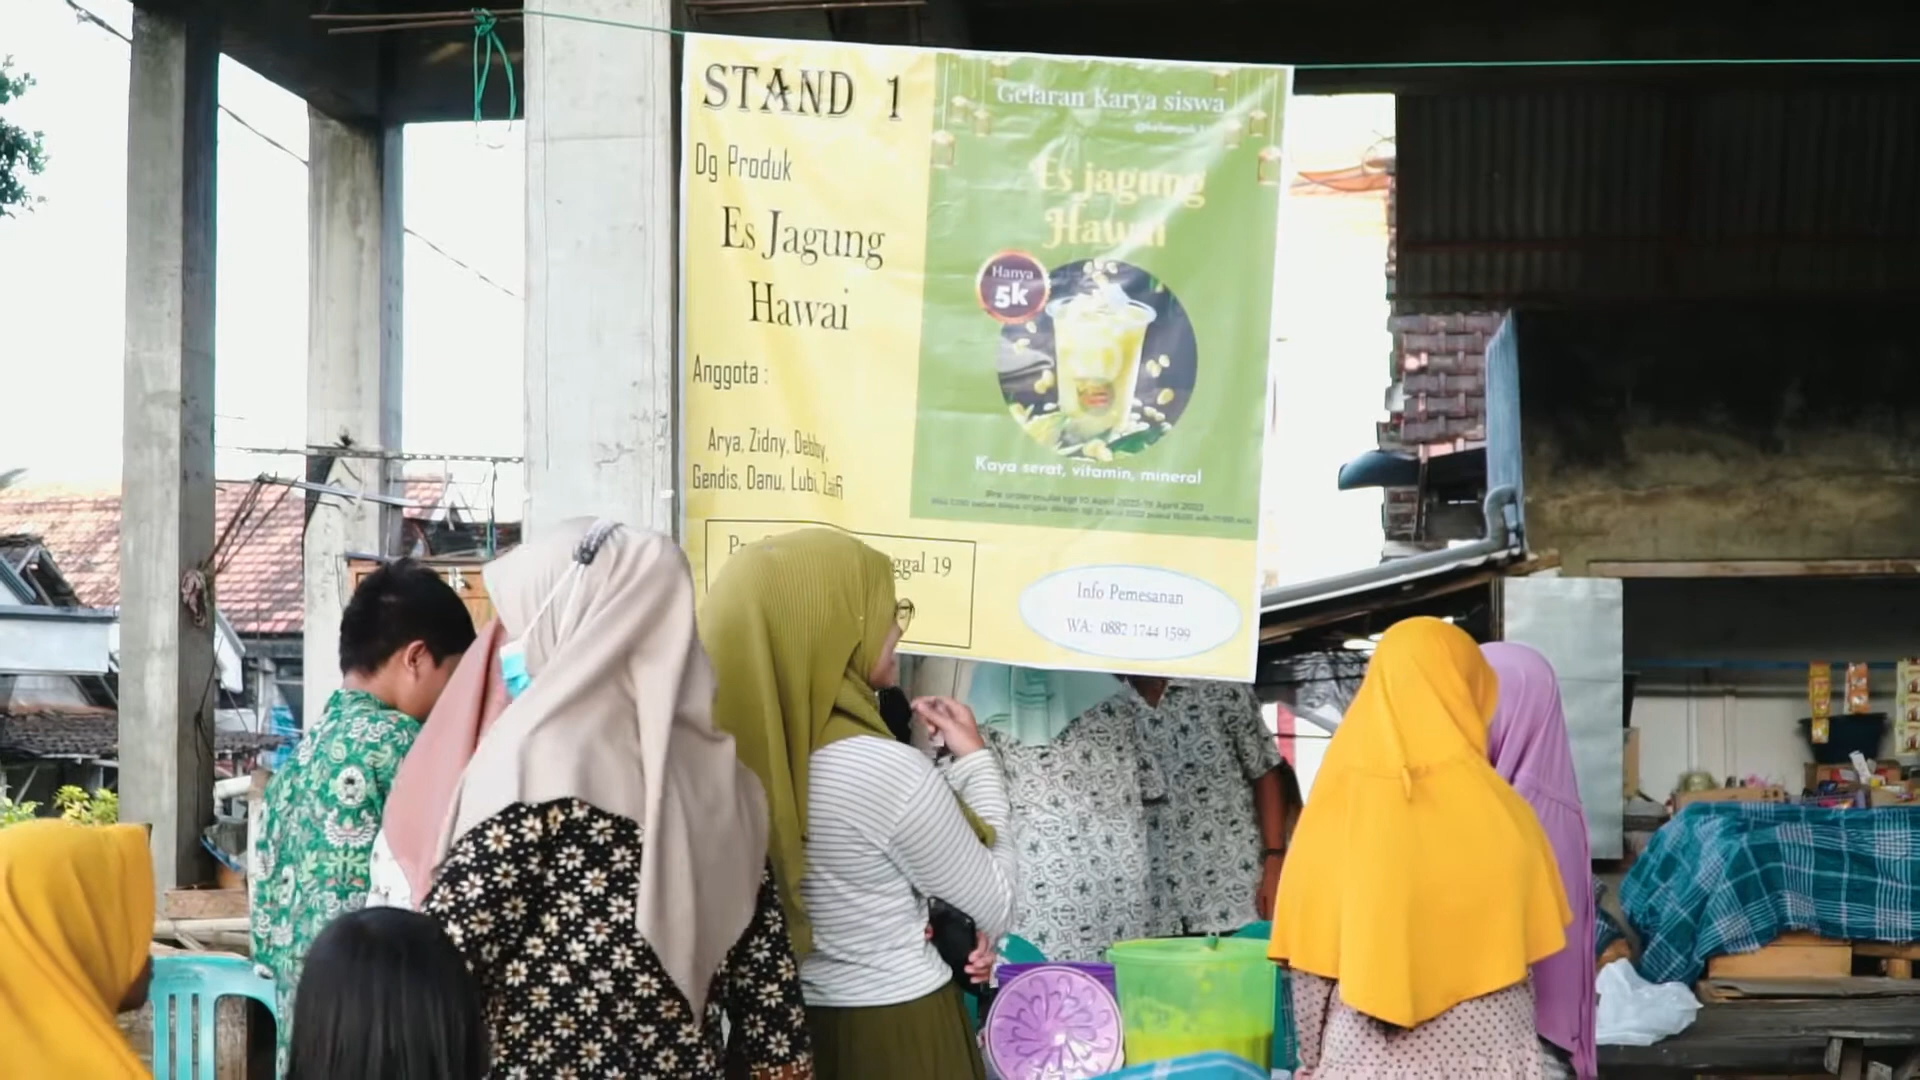 STAND 1
Dg Produk
Es Jagung
Hawai
Anggota :
Arya, Zidny, Debby,
Gendis, Danu, Lubi, Zaifi
ggal 19
Gelaran Karya siswa
Es jagung
Hawai
Hanya
5k
Kaya serat, vitamin, mineral
Info Pemesanan
WA: 0882 1744 1599